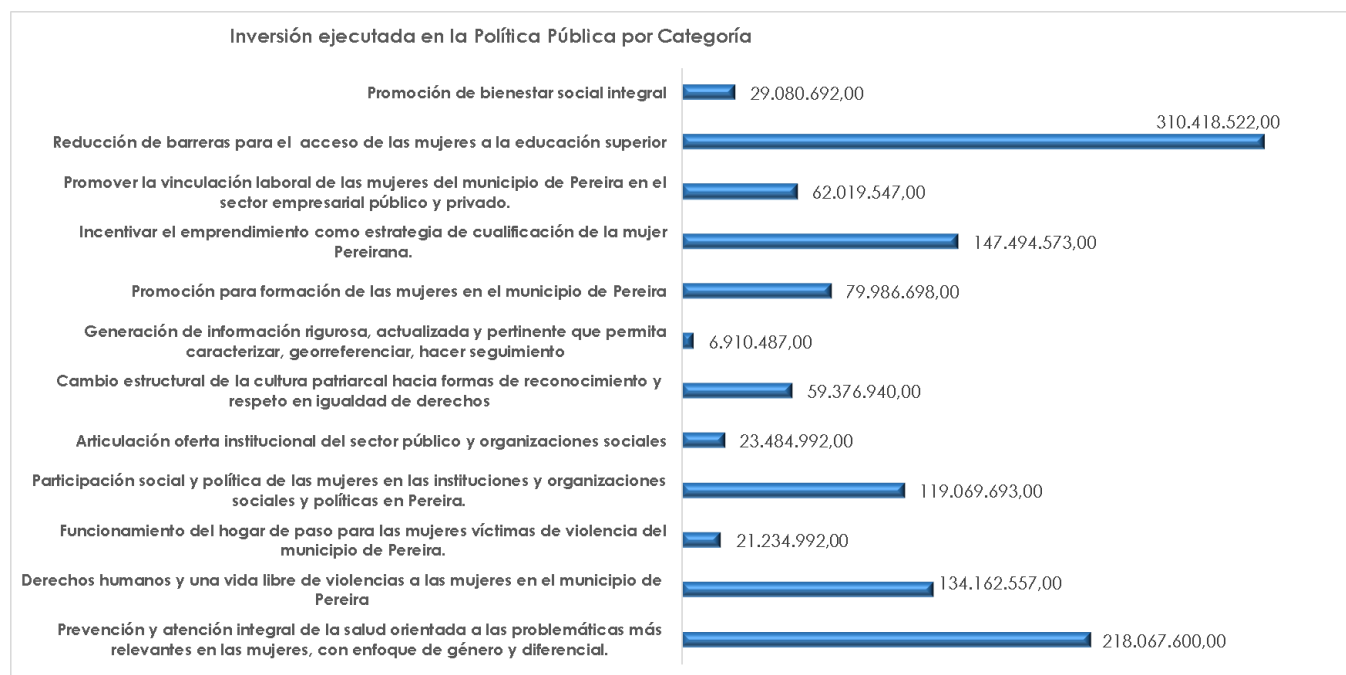 Inversión ejecutada en la Política Pública por Categoría
Promoción de bienestar social integral
29.080.692,00
310.418.522,00
Reducción de barreras para el acceso de las mujeres a la educación superior
Promover la vinculación laboral de las mujeres del municipio de Pereira en el
sector empresarial público y privado.
62.019.547,00
Incentivar el emprendimiento como estrategia de cualificación de la mujer
Pereirana.
147.494.573,00
Promoción para formación de las mujeres en el municipio de Pereira
79.986.698,00
Generación de información rigurosa, actualizada y pertinente que permita
caracterizar, georreferenciar, hacer seguimiento
6.910.487,00
Cambio estructural de la cultura patriarcal hacia formas de reconocimiento y
respeto en igualdad de derechos
59.376.940,00
Articulación oferta institucional del sector público y organizaciones sociales
23.484.992,00
Participación social y política de las mujeres en las instituciones y organizaciones
sociales y políticas en Pereira.
119.069.693,00
Funcionamiento del hogar de paso para las mujeres víctimas de violencia del
municipio de Pereira.
21.234.992,00
Derechos humanos y una vida libre de violencias a las mujeres en el municipio de
Pereira
134.162.557,00
Prevención y atención integral de la salud orientada a las problemáticas más
relevantes en las mujeres, con enfoque de género y diferencial.
218.067.600,00